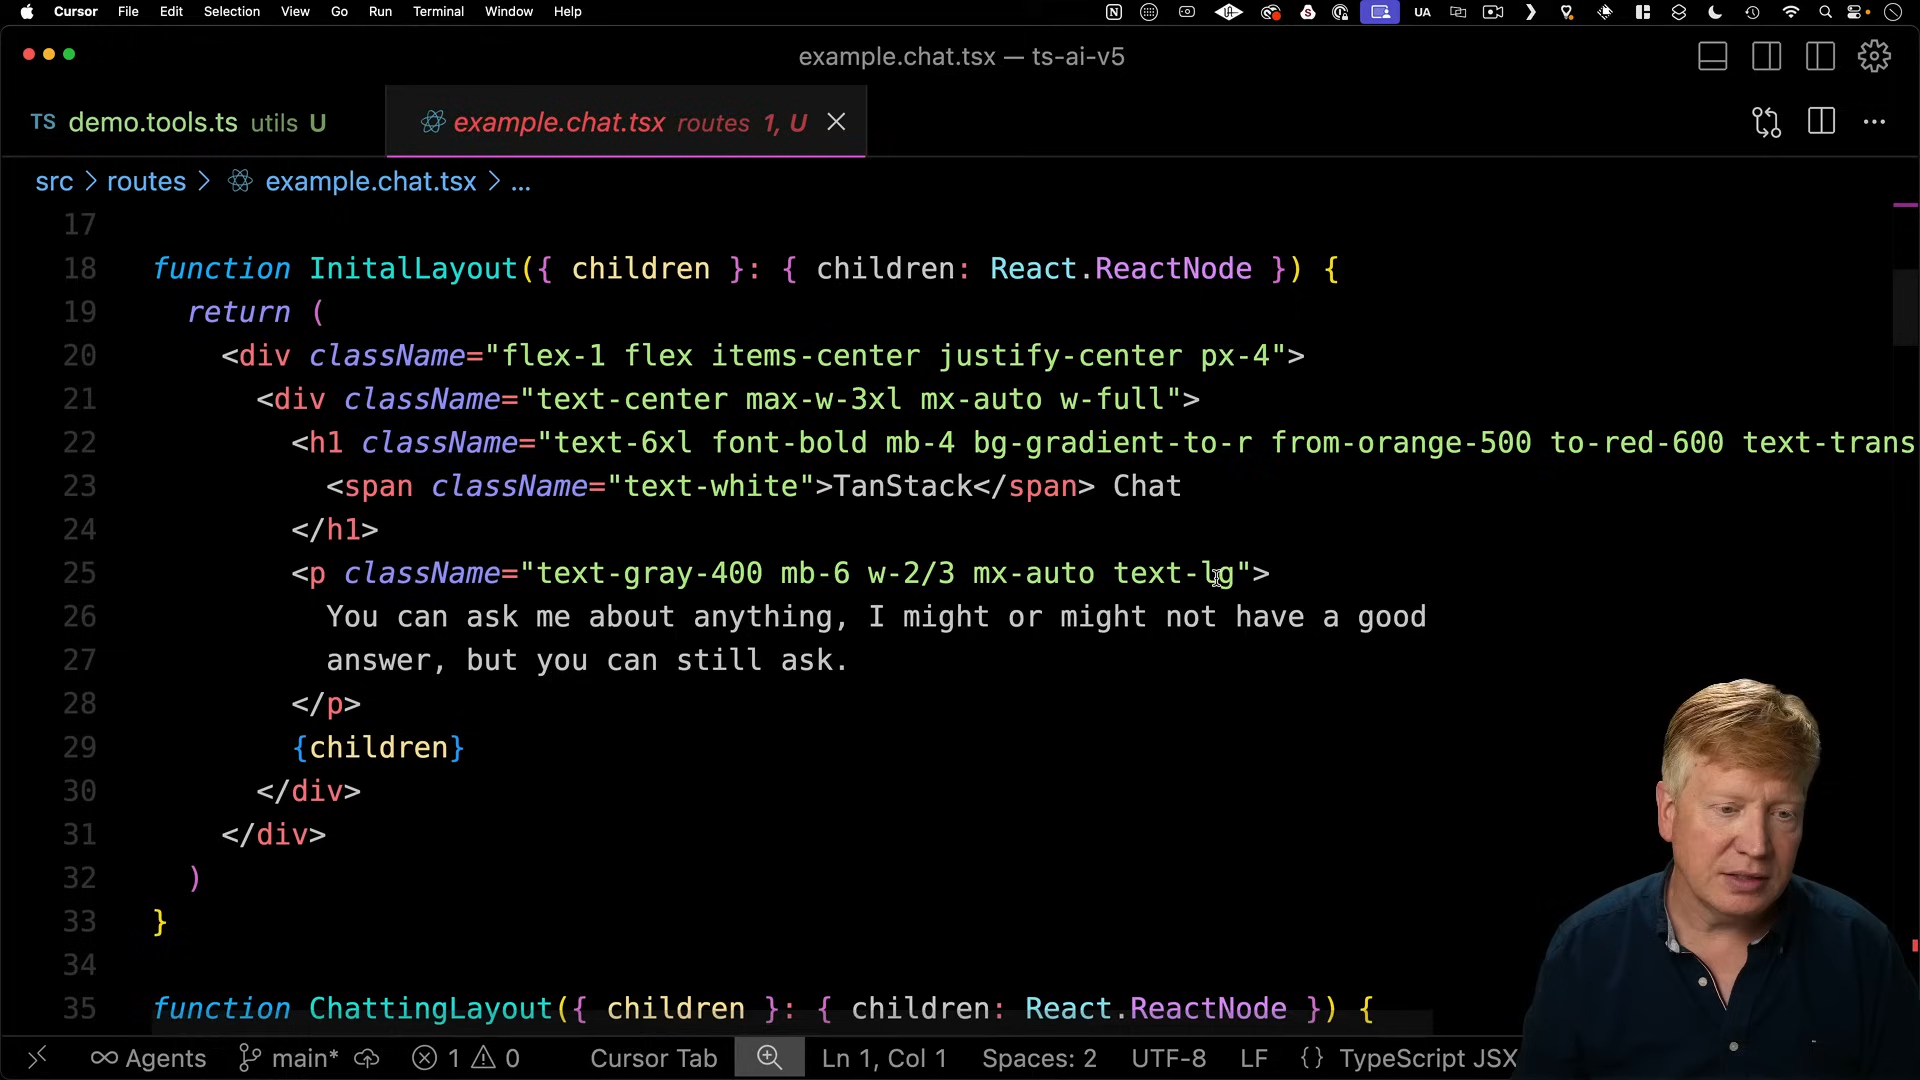 Cursor File Edit Selection View Go Run Terminal Window Help UA
example.chat.tsx — ts-ai-v5
TS demo.tools.ts utils U example.chat.tsx routes 1, U
src > routes > example.chat.tsx > ...
17
18 function InitalLayout({ children }: { children: React.ReactNode }) {
19 return (
20 <div className="flex-1 flex items-center justify-center px-4">
21 <div className="text-center max-w-3xl mx-auto w-full">
22 <h1 className="text-6xl font-bold mb-4 bg-gradient-to-r from-orange-500 to-red-600 text-trans
23 <span className="text-white">TanStack</span> Chat
24 </h1>
25 <p className="text-gray-400 mb-6 w-2/3 mx-auto text-lg">
26 You can ask me about anything, I might or might not have a good
27 answer, but you can still ask.
28 </p>
29 {children}
30 </div>
31 </div>
32 )
33 }
34
35 function ChattingLayout({ children }: { children: React.ReactNode }) {
Agents main* 1 0 Cursor Tab Ln 1, Col 1 Spaces: 2 UTF-8 LF {} TypeScript JSX